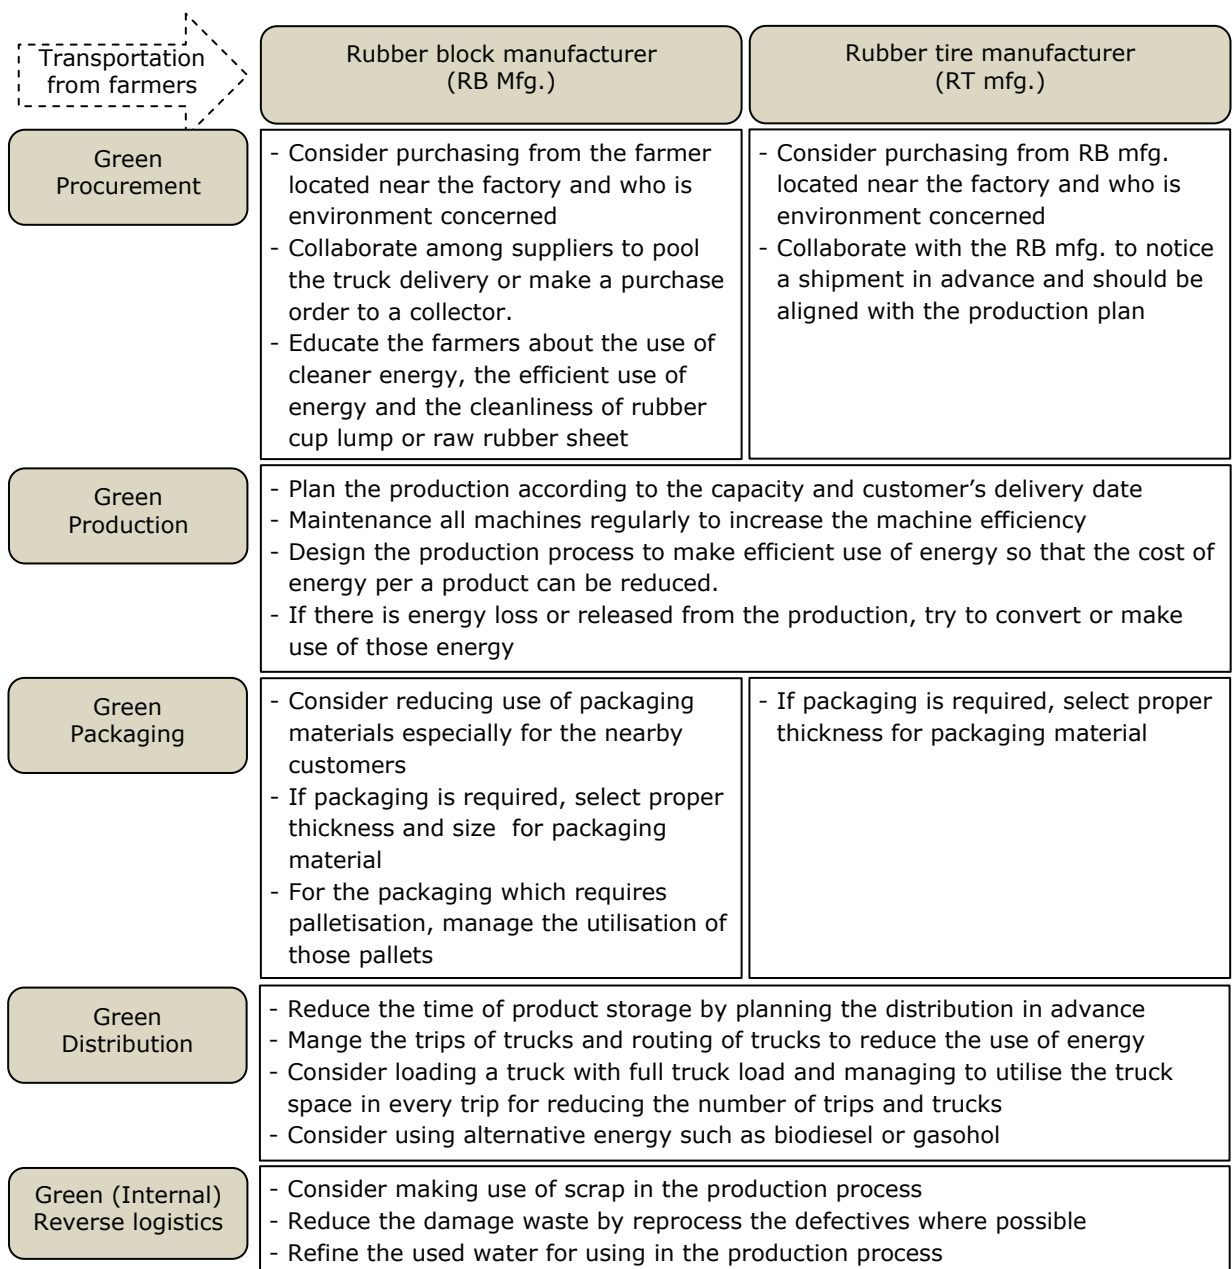 Transportation
from farmers
Rubber block manufacturer
(RB Mfg.)
Rubber tire manufacturer
(RT mfg.)
Green
Procurement
- Consider purchasing from the farmer
located near the factory and who is
environment concerned
- Collaborate among suppliers to pool
the truck delivery or make a purchase
order to a collector.
- Educate the farmers about the use of
cleaner energy, the efficient use of
energy and the cleanliness of rubber
cup lump or raw rubber sheet
- Consider purchasing from RB mfg.
located near the factory and who is
environment concerned
- Collaborate with the RB mfg. to notice
a shipment in advance and should be
aligned with the production plan
Green
Production
- Plan the production according to the capacity and customer’s delivery date
- Maintenance all machines regularly to increase the machine efficiency
- Design the production process to make efficient use of energy so that the cost of
energy per a product can be reduced.
- If there is energy loss or released from the production, try to convert or make
use of those energy
Green
Packaging
- Consider reducing use of packaging
materials especially for the nearby
customers
- If packaging is required, select proper
thickness and size for packaging
material
- For the packaging which requires
palletisation, manage the utilisation of
those pallets
- If packaging is required, select proper
thickness for packaging material
Green
Distribution
- Reduce the time of product storage by planning the distribution in advance
- Mange the trips of trucks and routing of trucks to reduce the use of energy
- Consider loading a truck with full truck load and managing to utilise the truck
space in every trip for reducing the number of trips and trucks
- Consider using alternative energy such as biodiesel or gasohol
Green (Internal)
Reverse logistics
- Consider making use of scrap in the production process
- Reduce the damage waste by reprocess the defectives where possible
- Refine the used water for using in the production process